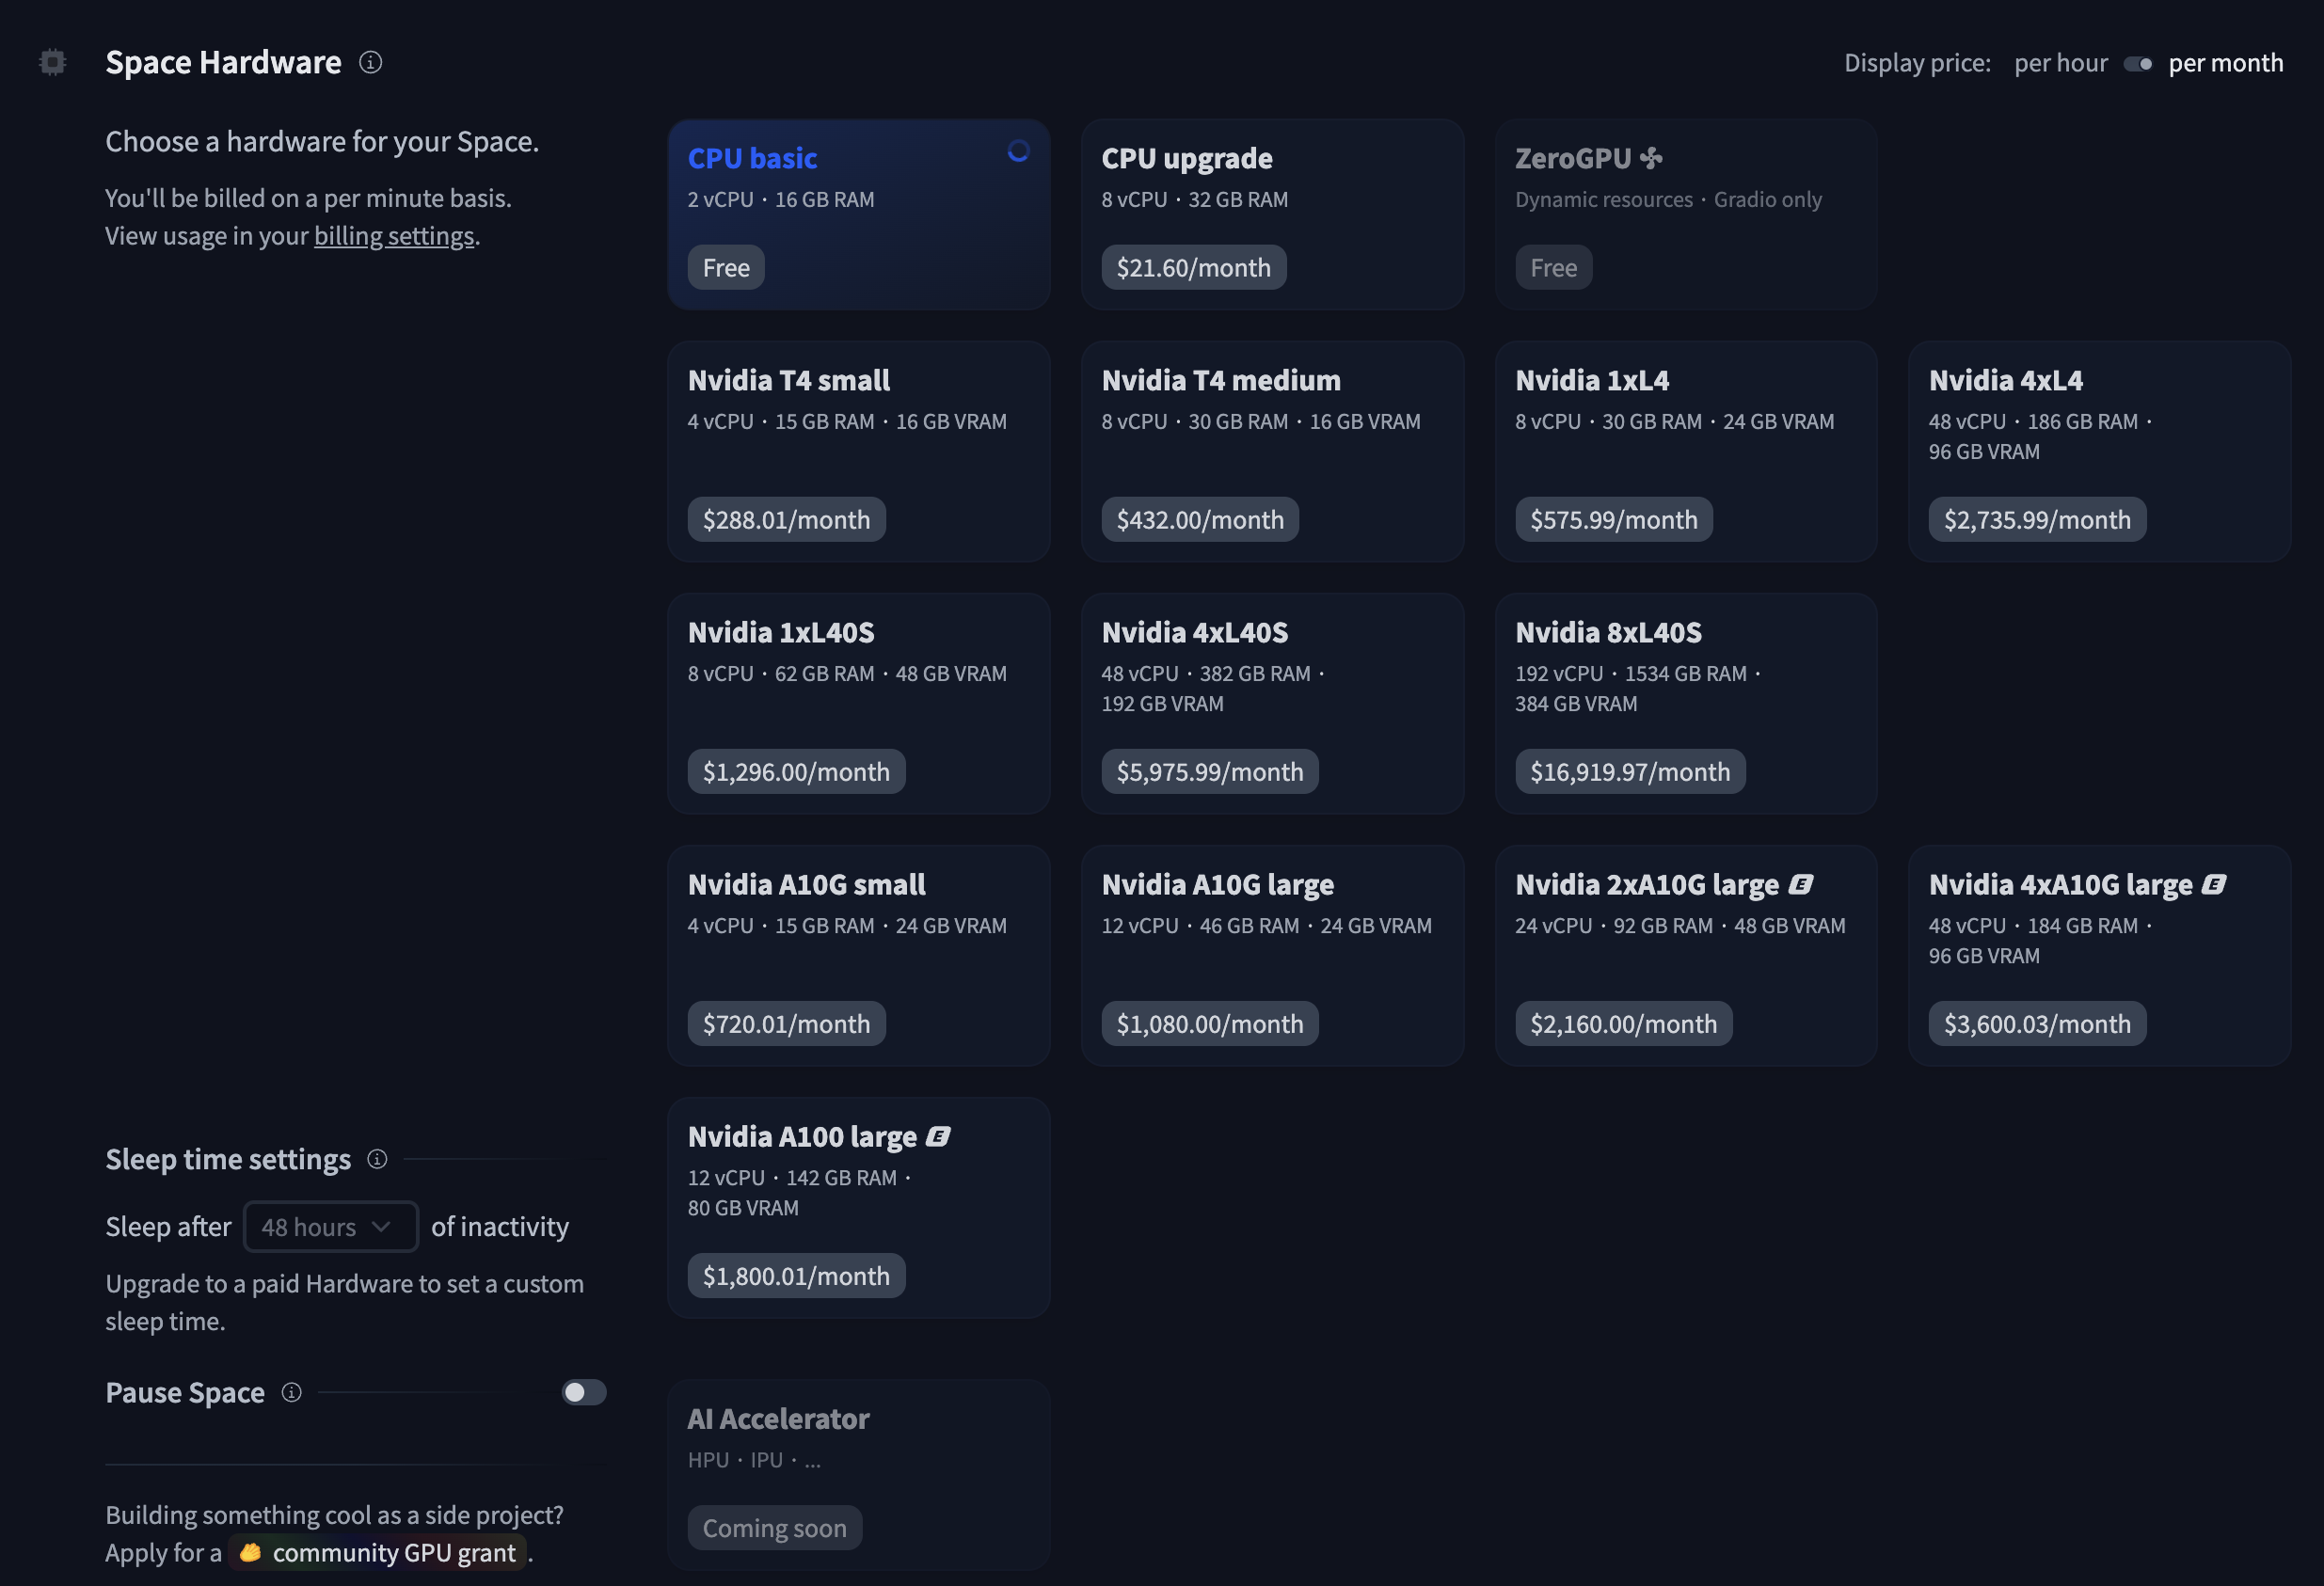 Space Hardware
Display price: per hour per month
Choose a hardware for your Space.
You'll be billed on a per minute basis.
View usage in your billing settings.
CPU basic
2 vCPU · 16 GB RAM
Free
CPU upgrade
8 vCPU · 32 GB RAM
$21.60/month
ZeroGPU
Dynamic resources · Gradio only
Free
Nvidia T4 small
4 vCPU · 15 GB RAM · 16 GB VRAM
$288.01/month
Nvidia T4 medium
8 vCPU · 30 GB RAM · 16 GB VRAM
$432.00/month
Nvidia 1xL4
8 vCPU · 30 GB RAM · 24 GB VRAM
$575.99/month
Nvidia 4xL4
48 vCPU · 186 GB RAM ·
96 GB VRAM
$2,735.99/month
Nvidia 1xL40S
8 vCPU · 62 GB RAM · 48 GB VRAM
$1,296.00/month
Nvidia 4xL40S
48 vCPU · 382 GB RAM ·
192 GB VRAM
$5,975.99/month
Nvidia 8xL40S
192 vCPU · 1534 GB RAM ·
384 GB VRAM
$16,919.97/month
Nvidia A10G small
4 vCPU · 15 GB RAM · 24 GB VRAM
$720.01/month
Nvidia A10G large
12 vCPU · 46 GB RAM · 24 GB VRAM
$1,080.00/month
Nvidia 2xA10G large E
24 vCPU · 92 GB RAM · 48 GB VRAM
$2,160.00/month
Nvidia 4xA10G large E
48 vCPU · 184 GB RAM ·
96 GB VRAM
$3,600.03/month
Nvidia A100 large E
12 vCPU · 142 GB RAM ·
80 GB VRAM
$1,800.01/month
AI Accelerator
HPU · IPU · ...
Coming soon
Sleep time settings
Sleep after 48 hours of inactivity
Upgrade to a paid Hardware to set a custom
sleep time.
Pause Space
Building something cool as a side project?
Apply for a community GPU grant.